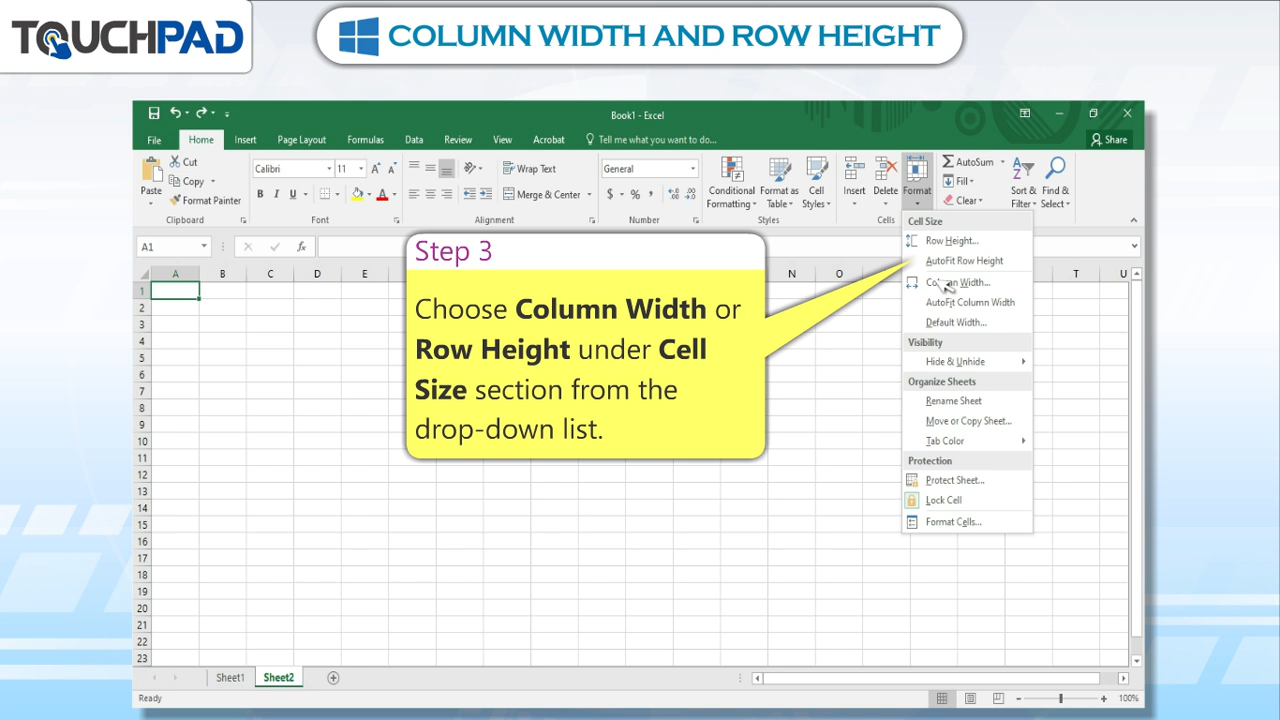 TOUCHPAD
COLUMN WIDTH AND ROW HEIGHT
Book1 - Excel
File Home Insert Page Layout Formulas Data Review View Acrobat Tell me what you want to do... Share
Paste
Cut
Copy
Format Painter
Clipboard
Calibri 11
B I U
Font
Wrap Text
Merge & Center
Alignment
General
$ % ,
Number
Conditional Formatting
Format as Table
Cell Styles
Styles
Insert Delete Format
Cells
AutoSum
Fill
Clear
Sort & Filter
Find & Select
A1
fx
A B C D E N O T U
1
2
3
4
5
6
7
8
9
10
11
12
13
14
15
16
17
18
19
20
21
22
23
Step 3
Choose Column Width or
Row Height under Cell
Size section from the
drop-down list.
Cell Size
Row Height...
AutoFit Row Height
Column Width...
AutoFit Column Width
Default Width...
Visibility
Hide & Unhide
Organize Sheets
Rename Sheet
Move or Copy Sheet...
Tab Color
Protection
Protect Sheet...
Lock Cell
Format Cells...
Sheet1 Sheet2
Ready
100%